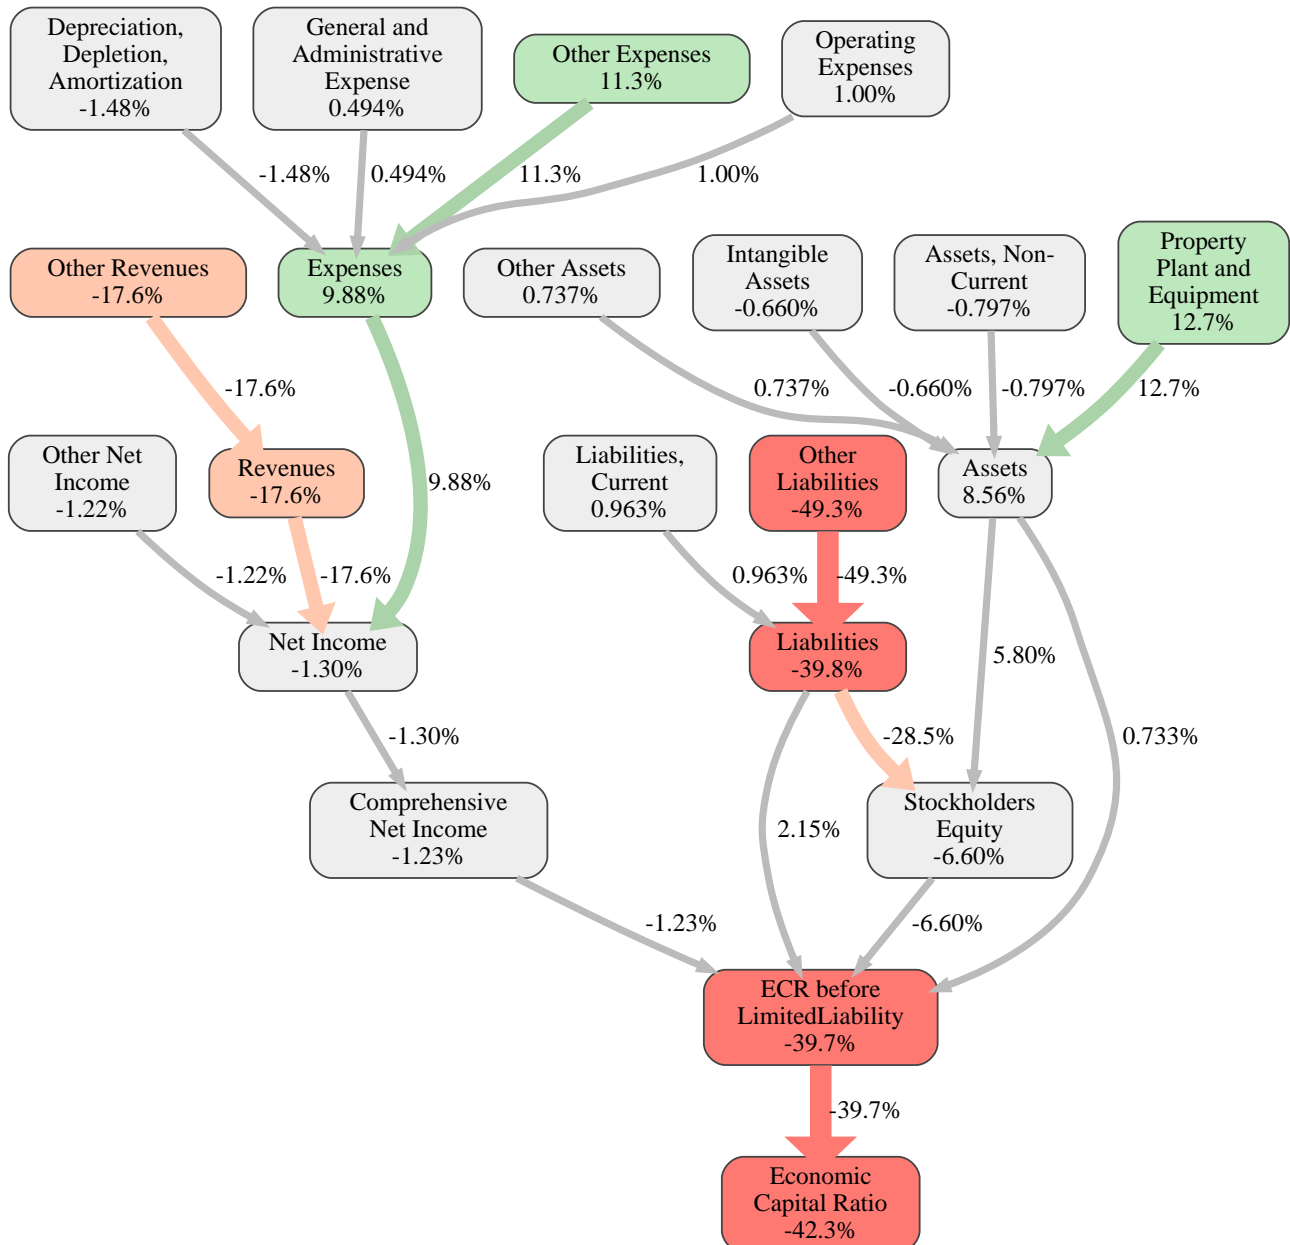 Depreciation,
Depletion,
Amortization
-1.48%
General and
Administrative
Expense
0.494%
Other Expenses
11.3%
Operating
Expenses
1.00%
-1.48%
0.494%
11.3%
1.00%
Other Revenues
-17.6%
Expenses
9.88%
Other Assets
0.737%
Intangible
Assets
-0.660%
Assets, Non-
Current
-0.797%
Property
Plant and
Equipment
12.7%
-17.6%
0.737%
-0.660%
-0.797%
12.7%
Other Net
Income
-1.22%
Revenues
-17.6%
9.88%
Liabilities,
Current
0.963%
Other
Liabilities
-49.3%
Assets
8.56%
-1.22%
-17.6%
0.963%
-49.3%
Net Income
-1.30%
Liabilities
-39.8%
5.80%
-1.30%
-28.5%
0.733%
Comprehensive
Net Income
-1.23%
2.15%
Stockholders
Equity
-6.60%
-1.23%
-6.60%
ECR before
LimitedLiability
-39.7%
-39.7%
Economic
Capital Ratio
-42.3%